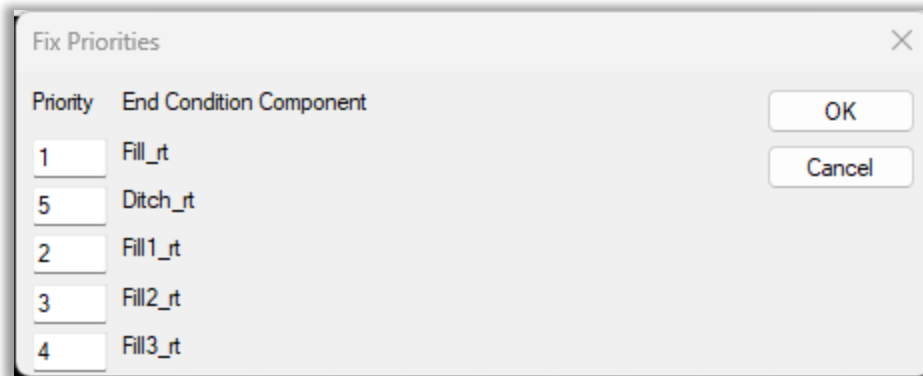 Fix Priorities
Priority End Condition Component
OK
1 Fill_rt
Cancel
5 Ditch_rt
2 Fill1_rt
3 Fill2_rt
4 Fill3_rt